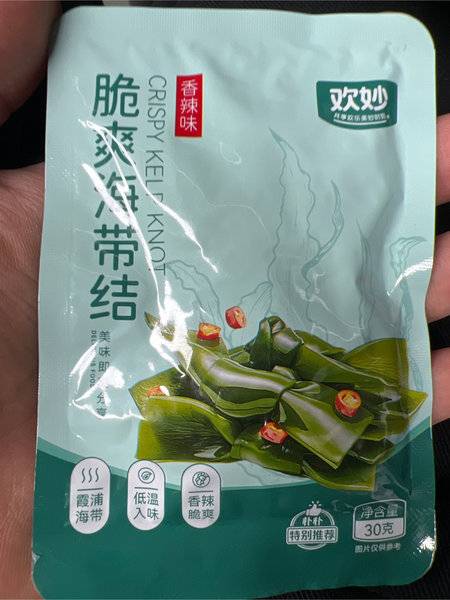 欢妙
香辣味
脆爽海带结
CRISPY KELP KNOT
美味即
霞浦
海带
低温
入味
香辣
脆爽
朴朴
特别推荐
净含量
30克
图片仅供参考